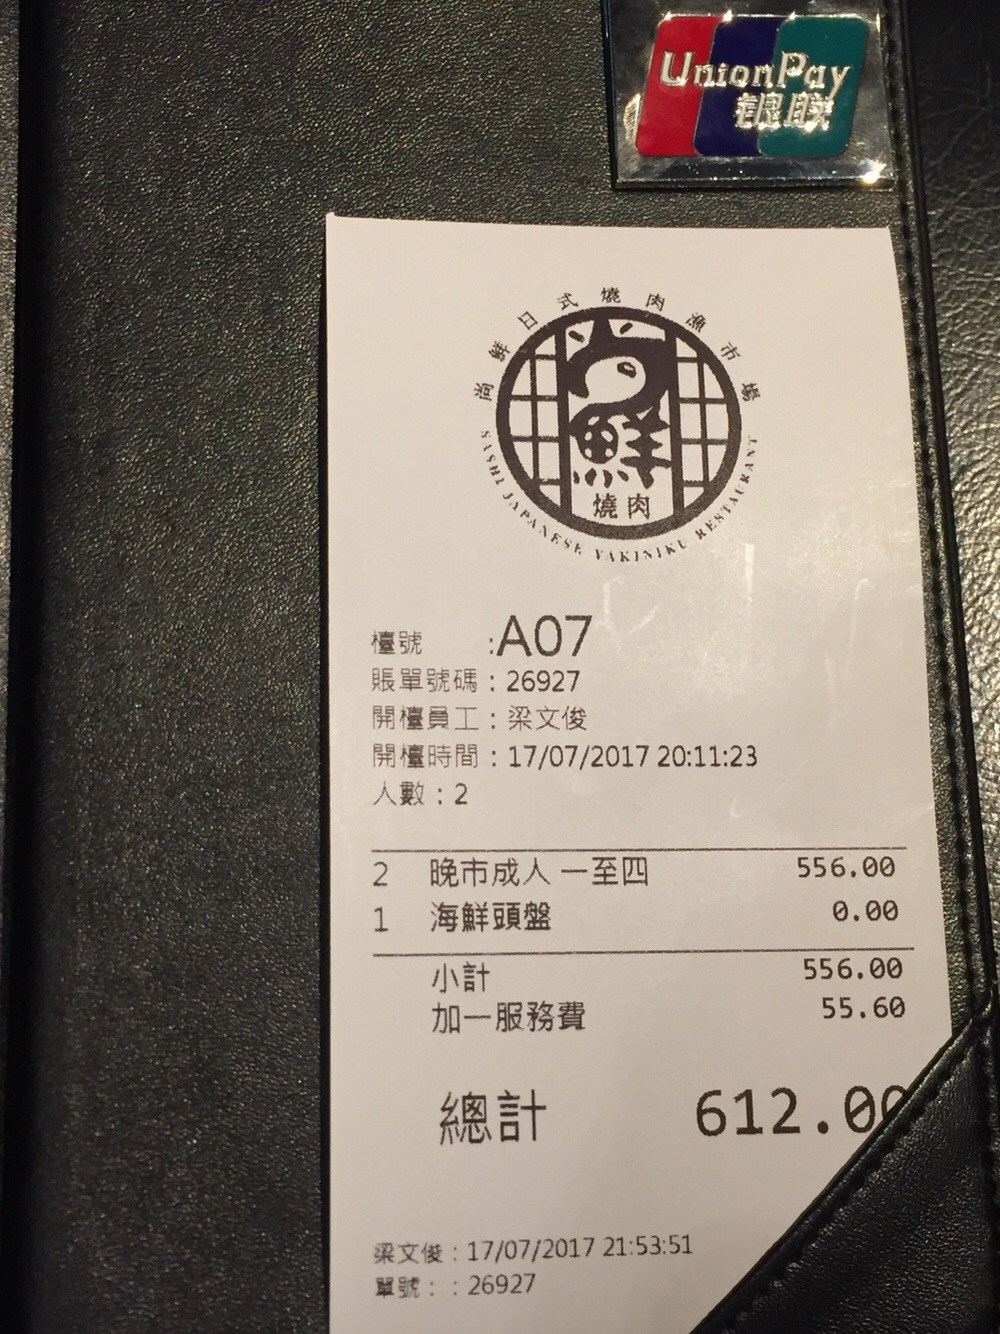 UnionPay
银联
尚鮮日式燒肉漁市場
尚鮮
燒肉
SASHI JAPANESE YAKINIKU RESTAURANT
檯號 :A07
賬單號碼 : 26927
開檯員工 : 梁文俊
開檯時間 : 17/07/2017 20:11:23
人數 : 2
2 晚市成人 一至四 556.00
1 海鮮頭盤 0.00
小計 556.00
加一服務費 55.60
總計 612.00
梁文俊 : 17/07/2017 21:53:51
單號 : : 26927